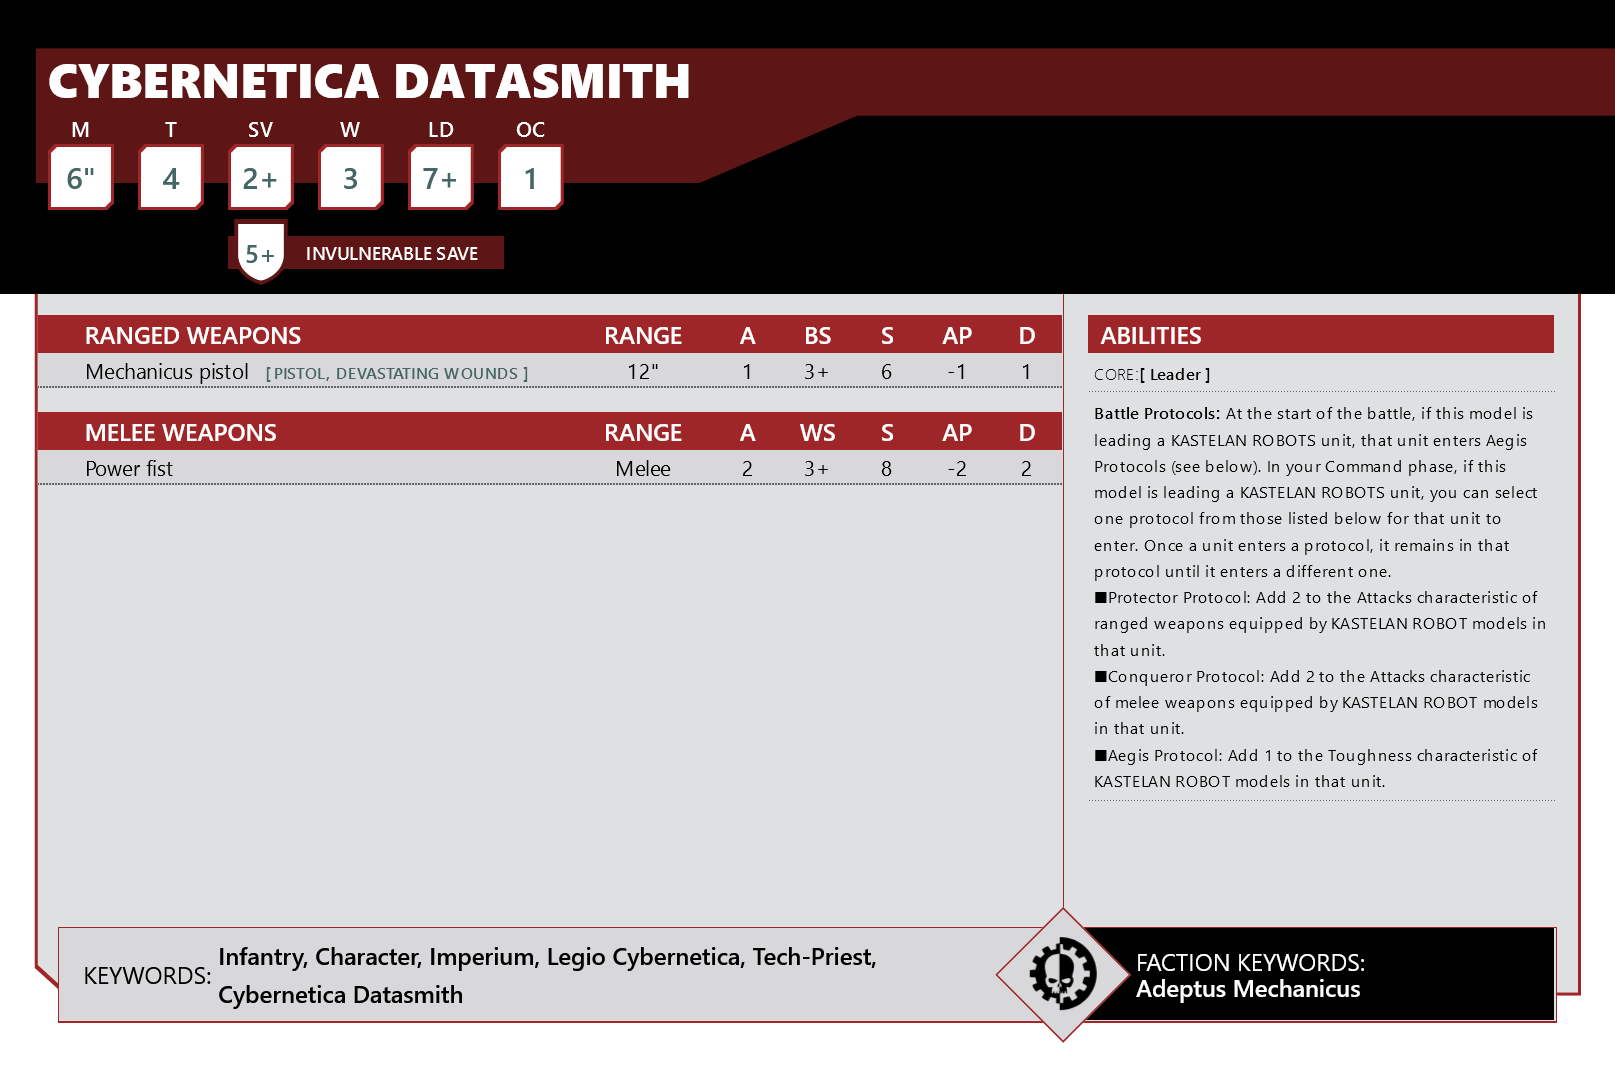 CYBERNETICA DATASMITH
M T SV W LD OC
6" 4 2+ 3 7+ 1
5+ INVULNERABLE SAVE
RANGED WEAPONS RANGE A BS S AP D
Mechanicus pistol [ PISTOL, DEVASTATING WOUNDS ] 12" 1 3+ 6 -1 1
MELEE WEAPONS RANGE A WS S AP D
Power fist Melee 2 3+ 8 -2 2
ABILITIES
CORE:[ Leader ]
Battle Protocols: At the start of the battle, if this model is
leading a KASTELAN ROBOTS unit, that unit enters Aegis
Protocols (see below). In your Command phase, if this
model is leading a KASTELAN ROBOTS unit, you can select
one protocol from those listed below for that unit to
enter. Once a unit enters a protocol, it remains in that
protocol until it enters a different one.
■Protector Protocol: Add 2 to the Attacks characteristic of
ranged weapons equipped by KASTELAN ROBOT models in
that unit.
■Conqueror Protocol: Add 2 to the Attacks characteristic
of melee weapons equipped by KASTELAN ROBOT models
in that unit.
■Aegis Protocol: Add 1 to the Toughness characteristic of
KASTELAN ROBOT models in that unit.
KEYWORDS: Infantry, Character, Imperium, Legio Cybernetica, Tech-Priest,
Cybernetica Datasmith
FACTION KEYWORDS:
Adeptus Mechanicus